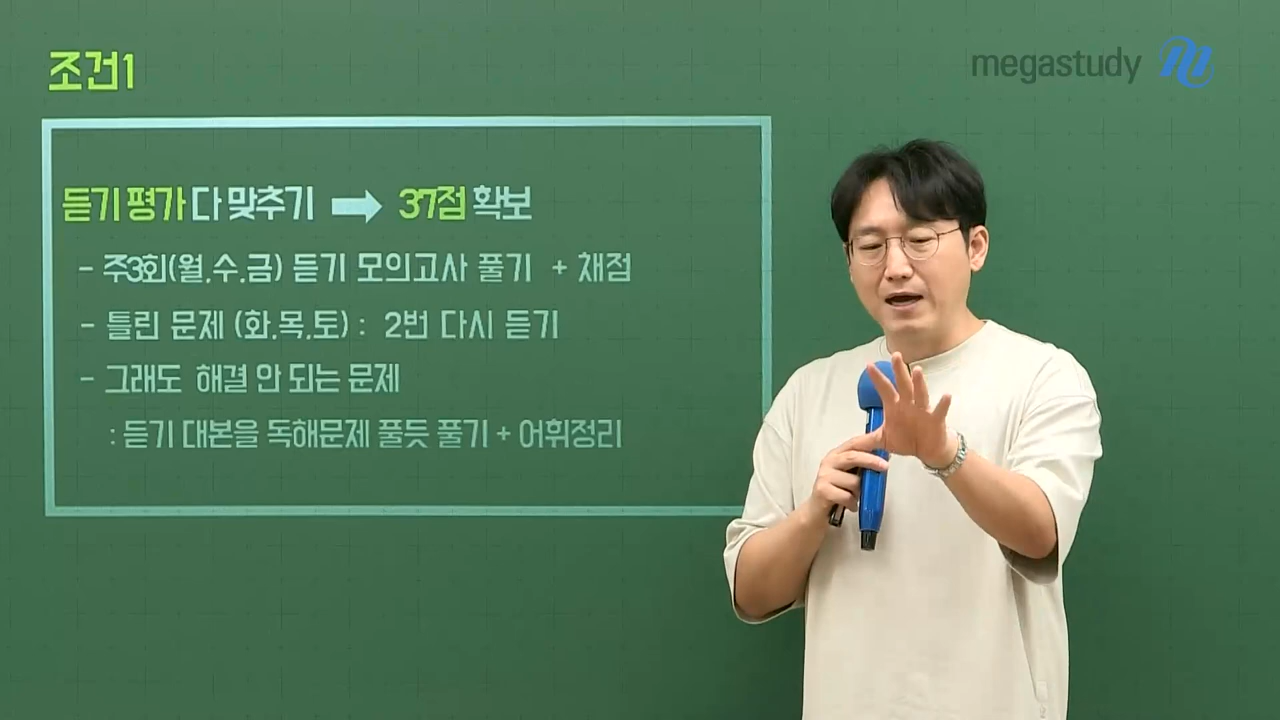 조건1
megastudy
듣기 평가 다 맞추기 ➡ 37점 확보
- 주3회(월,수,금) 듣기 모의고사 풀기 + 채점
- 틀린 문제 (화,목,토) : 2번 다시 듣기
- 그래도 해결 안 되는 문제
: 듣기 대본을 독해문제 풀듯 풀기 + 어휘정리